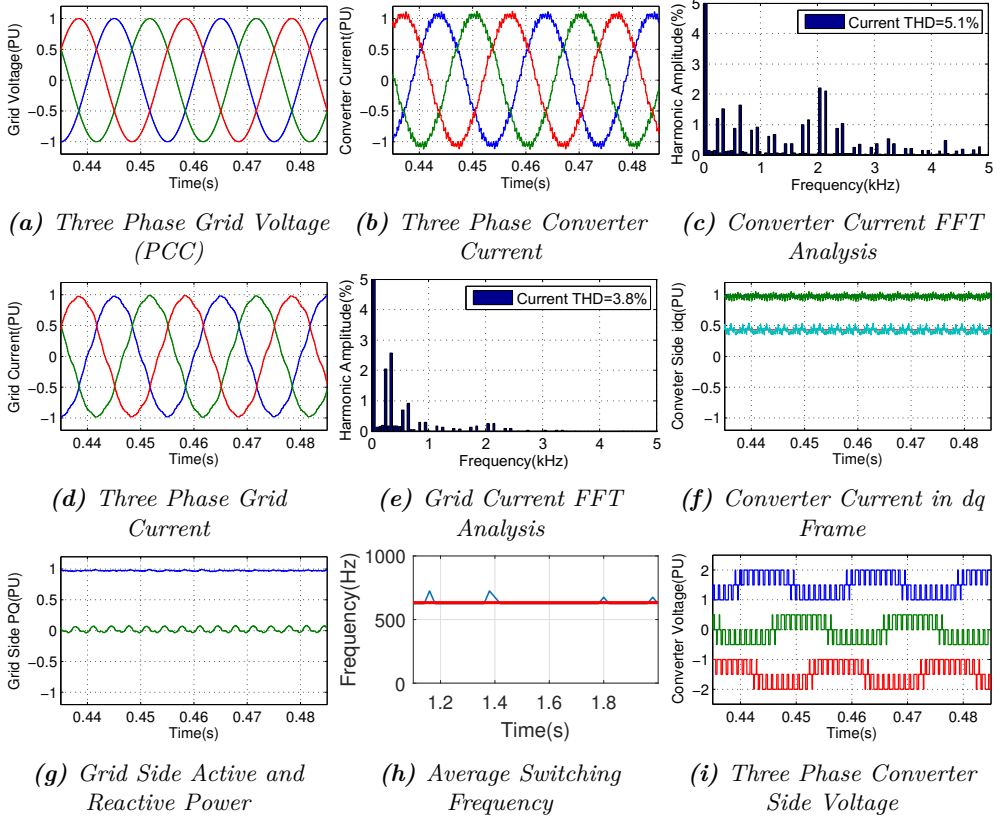 Grid Voltage(PU)
1
0.5
0
−0.5
−1
0.44 0.45 0.46 0.47 0.48
Time(s)
(a) Three Phase Grid Voltage
(PCC)
Converter Current(PU)
1
0.5
0
−0.5
−1
0.44 0.45 0.46 0.47 0.48
Time(s)
(b) Three Phase Converter
Current
Harmonic Amplitude(%)
5
4
3
2
1
0
Current THD=5.1%
0 1 2 3 4 5
Frequency(kHz)
(c) Converter Current FFT
Analysis
Grid Current(PU)
1
0.5
0
−0.5
−1
0.44 0.45 0.46 0.47 0.48
Time(s)
(d) Three Phase Grid
Current
Harmonic Amplitude(%)
5
4
3
2
1
0
Current THD=3.8%
0 1 2 3 4 5
Frequency(kHz)
(e) Grid Current FFT
Analysis
Conveter Side idq(PU)
1
0.5
0
−0.5
−1
0.44 0.45 0.46 0.47 0.48
Time(s)
(f) Converter Current in dq
Frame
Grid Side PQ(PU)
1
0.5
0
−0.5
−1
0.44 0.45 0.46 0.47 0.48
Time(s)
(g) Grid Side Active and
Reactive Power
Frequency(Hz)
1000
500
0
1.2 1.4 1.6 1.8
Time(s)
(h) Average Switching
Frequency
Converter Voltage(PU)
2
1
0
−1
−2
0.44 0.45 0.46 0.47 0.48
Time(s)
(i) Three Phase Converter
Side Voltage